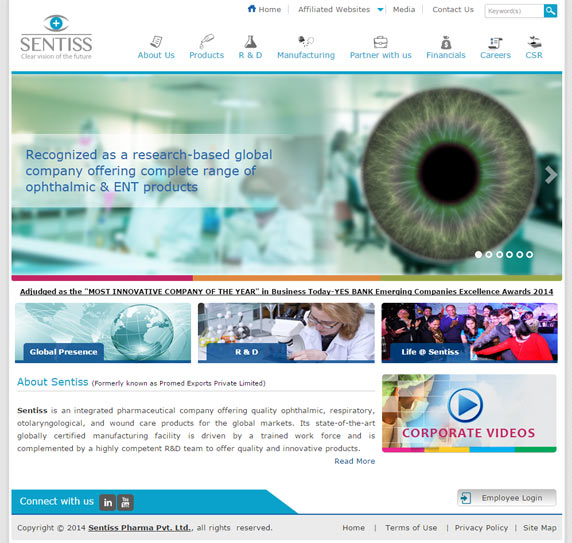 Home | Affiliated Websites | Media | Contact Us
Keyword(s)
SENTISS
Clear vision of the future
About Us
Products
R & D
Manufacturing
Partner with us
Financials
Careers
CSR
Recognized as a research-based global
company offering complete range of
ophthalmic & ENT products
Adjudged as the "MOST INNOVATIVE COMPANY OF THE YEAR" in Business Today-YES BANK Emerging Companies Excellence Awards 2014
Global Presence
R & D
Life @ Sentiss
About Sentiss (Formerly known as Promed Exports Private Limited)
Sentiss is an integrated pharmaceutical company offering quality ophthalmic, respiratory,
otolaryngological, and wound care products for the global markets. Its state-of-the-art
globally certified manufacturing facility is driven by a trained work force and is
complemented by a highly competent R&D team to offer quality and innovative products.
Read More
CORPORATE VIDEOS
Connect with us
in
You Tube
Employee Login
Copyright © 2014 Sentiss Pharma Pvt. Ltd., all rights reserved.
Home | Terms of Use | Privacy Policy | Site Map